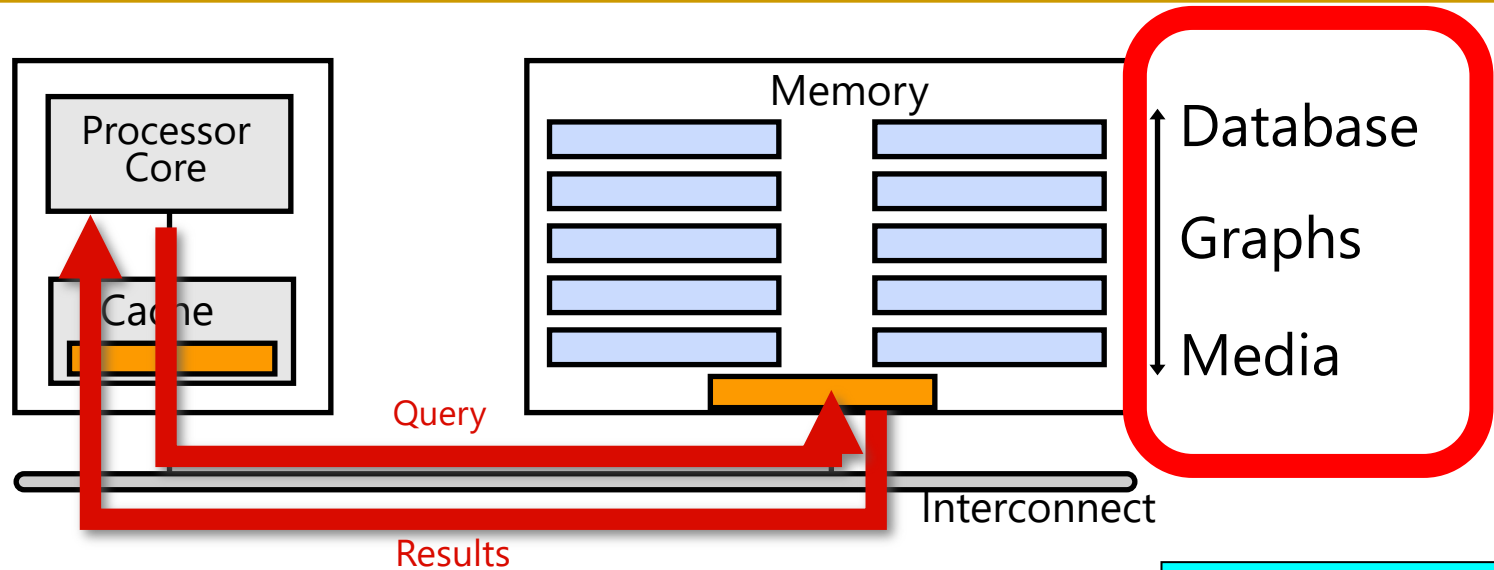 Processor
Core
Cache
Memory
Database
Graphs
Media
Query
Interconnect
Results